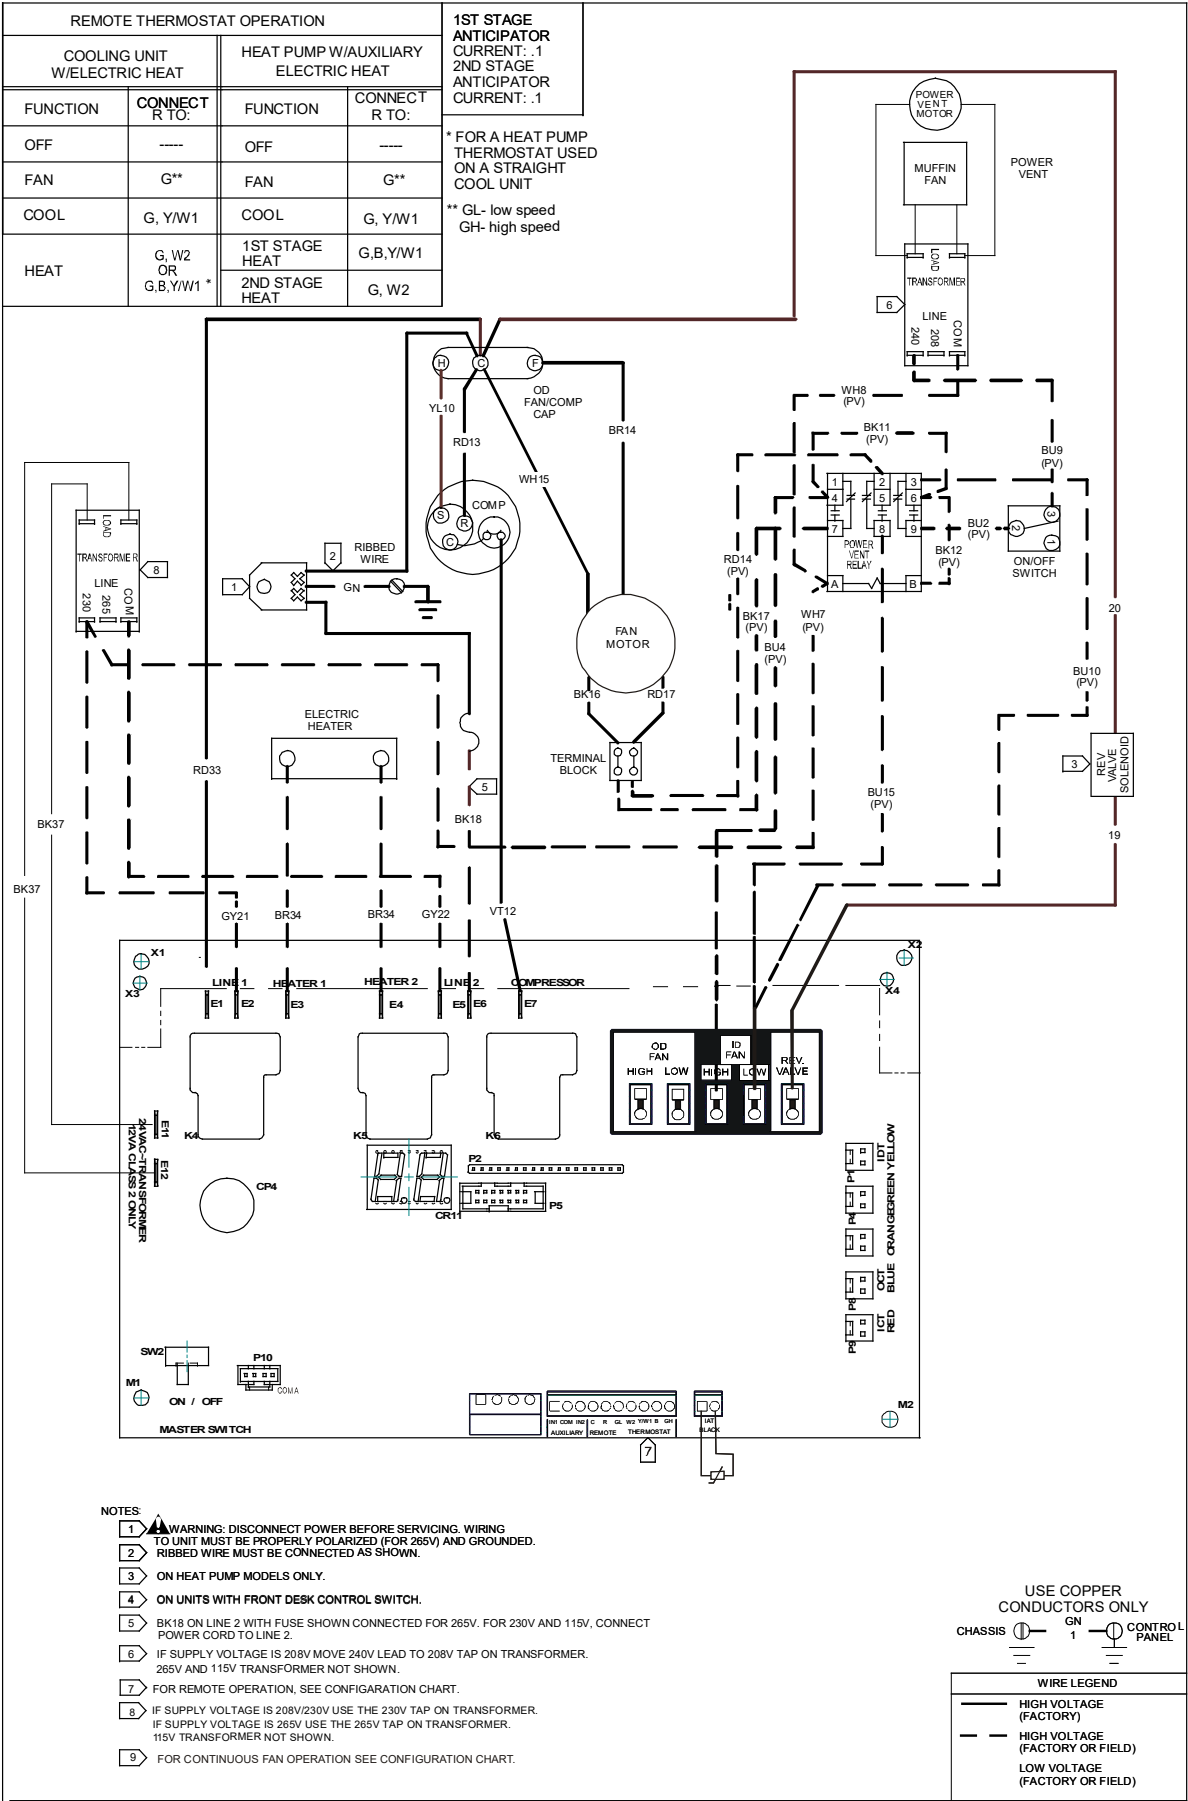 REMOTE THERMOSTAT OPERATION
COOLING UNIT
W/ELECTRIC HEAT
HEAT PUMP W/AUXILIARY
ELECTRIC HEAT
FUNCTION
CONNECT
R TO:
FUNCTION
CONNECT
R TO:
OFF
-----
OFF
-----
FAN
G**
FAN
G**
COOL
G, Y/W1
COOL
G, Y/W1
HEAT
G, W2
OR
G,B,Y/W1 *
1ST STAGE
HEAT
G,B,Y/W1
2ND STAGE
HEAT
G, W2
1ST STAGE
ANTICIPATOR
CURRENT: .1
2ND STAGE
ANTICIPATOR
CURRENT: .1
* FOR A HEAT PUMP
THERMOSTAT USED
ON A STRAIGHT
COOL UNIT
** GL- low speed
GH- high speed
POWER
VENT
MOTOR
MUFFIN
FAN
POWER
VENT
LOAD
TRANSFORMER
LINE
240
208
COM
6
H
C
F
OD
FAN/COMP
CAP
YL10
RD13
WH15
BR14
COMP
S
R
C
WH8
(PV)
BK11
(PV)
BU9
(PV)
1
2
3
4
5
6
7
8
9
POWER
VENT
RELAY
A
B
BU2
(PV)
BK12
(PV)
3
2
1
ON/OFF
SWITCH
LOAD
TRANSFORMER
LINE
230
265
COM
8
2
RIBBED
WIRE
1
GN
RD14
(PV)
BK17
(PV)
BU4
(PV)
WH7
(PV)
FAN
MOTOR
BK16
RD17
TERMINAL
BLOCK
20
BU10
(PV)
3
REV
VALVE
SOLENOID
19
BU15
(PV)
ELECTRIC
HEATER
RD33
5
BK18
BK37
BK37
GY21
BR34
BR34
GY22
VT12
X1
X2
X3
X4
LINE 1
HEATER 1
HEATER 2
LINE 2
COMPRESSOR
E1
E2
E3
E4
E5
E6
E7
OD
FAN
HIGH
LOW
ID
FAN
HIGH
LOW
REV.
VALVE
K4
K5
K6
E11
E12
24VAC-TRANSFORMER
12VA CLASS 2 ONLY
CP4
CR11
P2
P5
P1
IDT
YELLOW
P4
GREEN
ORANGE
P8
OCT
BLUE
P9
ICT
RED
SW2
P10
COMA
M1
ON / OFF
MASTER SWITCH
M2
IN1 COM IN2 C R GL W2 Y/W1 B GH
AUXILIARY
REMOTE THERMOSTAT
IAT
BLACK
7
NOTES:
1 WARNING: DISCONNECT POWER BEFORE SERVICING. WIRING
TO UNIT MUST BE PROPERLY POLARIZED (FOR 265V) AND GROUNDED.
2 RIBBED WIRE MUST BE CONNECTED AS SHOWN.
3 ON HEAT PUMP MODELS ONLY.
4 ON UNITS WITH FRONT DESK CONTROL SWITCH.
5 BK18 ON LINE 2 WITH FUSE SHOWN CONNECTED FOR 265V. FOR 230V AND 115V, CONNECT
POWER CORD TO LINE 2.
6 IF SUPPLY VOLTAGE IS 208V MOVE 240V LEAD TO 208V TAP ON TRANSFORMER.
265V AND 115V TRANSFORMER NOT SHOWN.
7 FOR REMOTE OPERATION, SEE CONFIGARATION CHART.
8 IF SUPPLY VOLTAGE IS 208V/230V USE THE 230V TAP ON TRANSFORMER.
IF SUPPLY VOLTAGE IS 265V USE THE 265V TAP ON TRANSFORMER.
115V TRANSFORMER NOT SHOWN.
9 FOR CONTINUOUS FAN OPERATION SEE CONFIGURATION CHART.
USE COPPER
CONDUCTORS ONLY
CHASSIS
GN
1
CONTROL
PANEL
WIRE LEGEND
HIGH VOLTAGE
(FACTORY)
HIGH VOLTAGE
(FACTORY OR FIELD)
LOW VOLTAGE
(FACTORY OR FIELD)